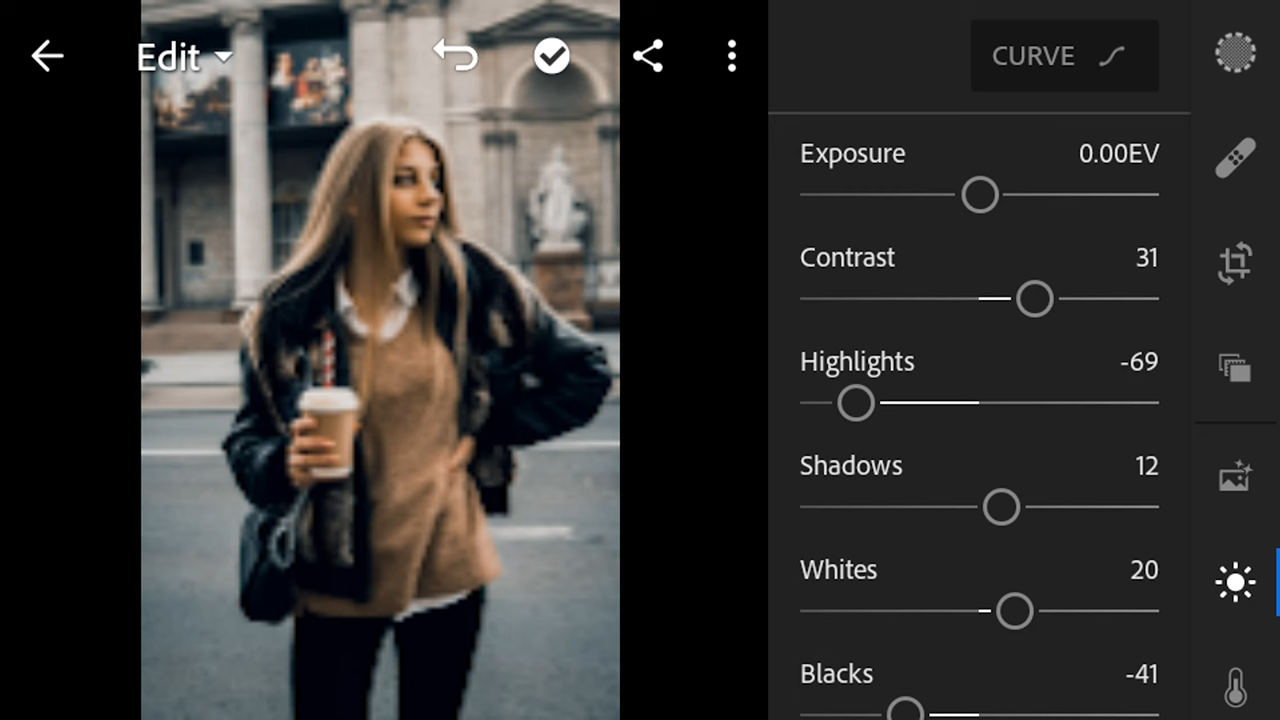 Edit
CURVE
Exposure 0.00EV
Contrast 31
Highlights -69
Shadows 12
Whites 20
Blacks -41